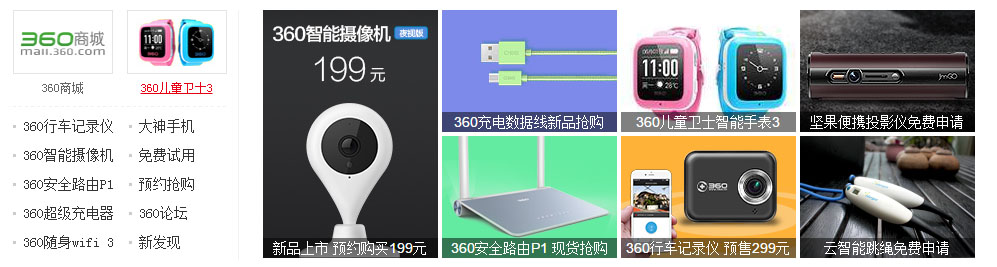 360商城
mall.360.com
360商城
360儿童卫士3
360行车记录仪
大神手机
360智能摄像机
免费试用
360安全路由P1
预约抢购
360超级充电器
360论坛
360随身wifi 3
新发现
360智能摄像机 夜视版
199元
新品上市 预约购买199元
360充电数据线新品抢购
360儿童卫士智能手表3
JmGO
坚果便携投影仪免费申请
360安全路由P1 现货抢购
360
360行车记录仪 预售299元
云智能跳绳免费申请